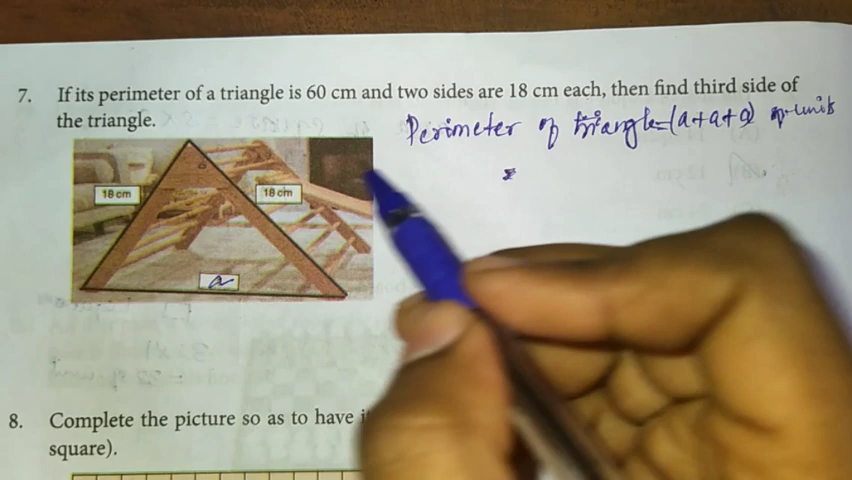 7. If its perimeter of a triangle is 60 cm and two sides are 18 cm each, then find third side of
the triangle.
Perimeter of triangle=(a+a+a) units
=
18 cm
18 cm
a
8. Complete the picture so as to have i
square).